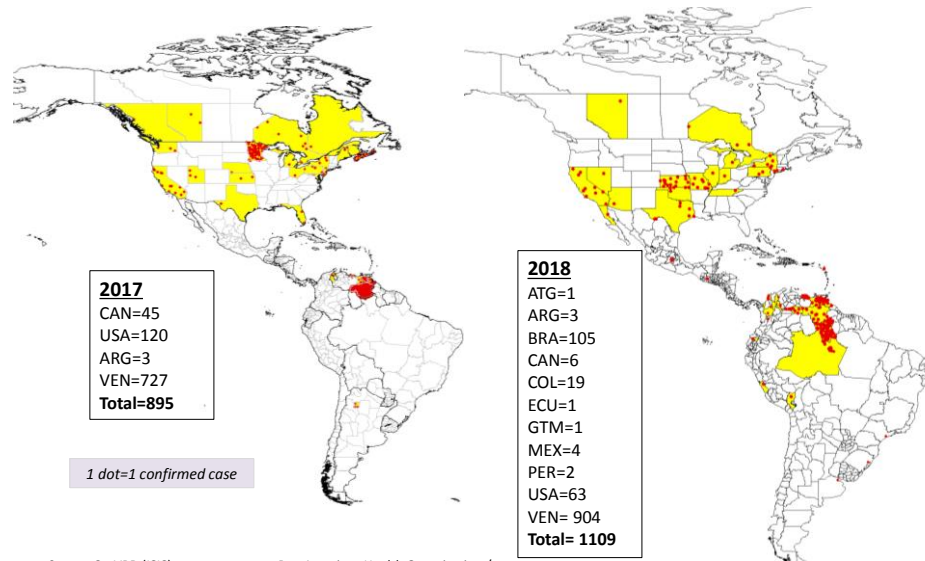 2017
CAN=45
USA=120
ARG=3
VEN=727
Total=895
1 dot=1 confirmed case
2018
ATG=1
ARG=3
BRA=105
CAN=6
COL=19
ECU=1
GTM=1
MEX=4
PER=2
USA=63
VEN= 904
Total= 1109